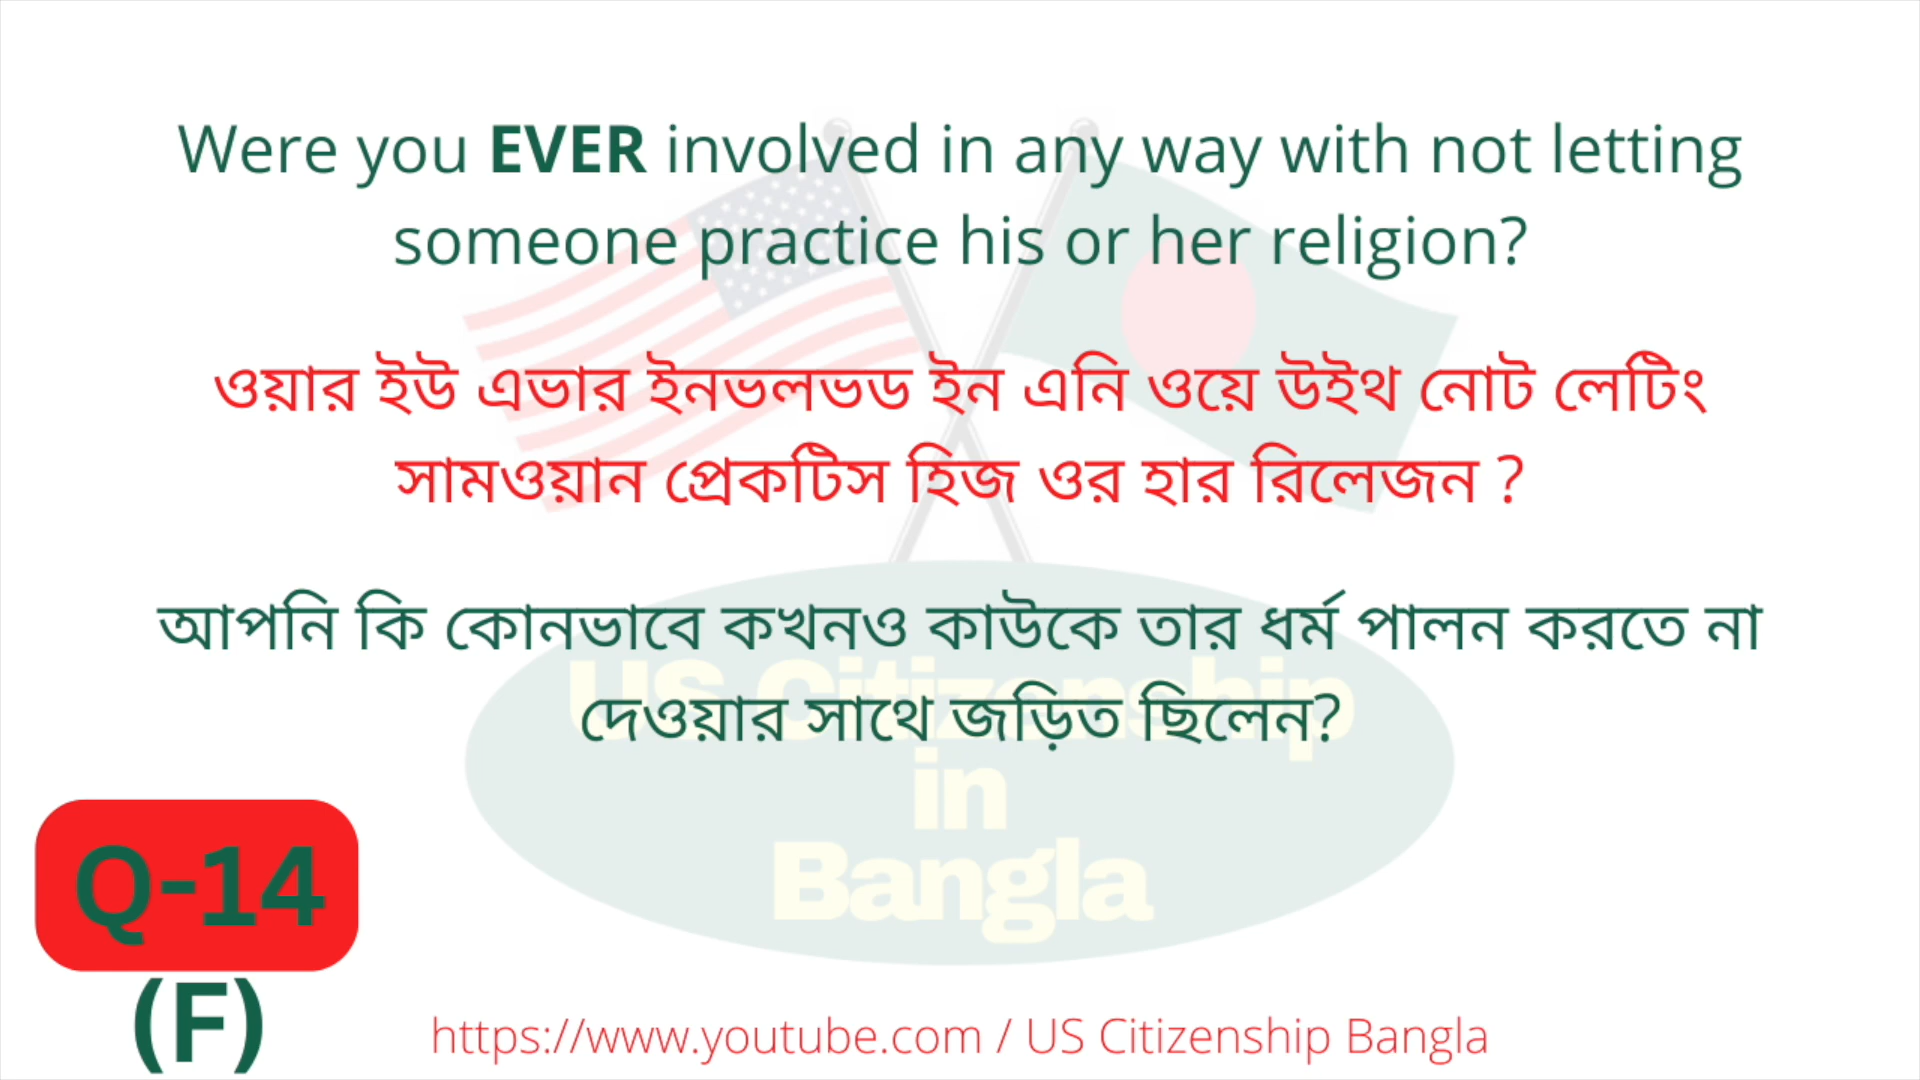 Were you EVER involved in any way with not letting
someone practice his or her religion?
ওয়ার ইউ এভার ইনভলভড ইন এনি ওয়ে উইথ নোট লেটিং
সামওয়ান প্রেকটিস হিজ ওর হার রিলেজন ?
আপনি কি কোনভাবে কখনও কাউকে তার ধর্ম পালন করতে না
দেওয়ার সাথে জড়িত ছিলেন?
US Citizenship
in
Bangla
Q-14
(F)
https://www.youtube.com / US Citizenship Bangla